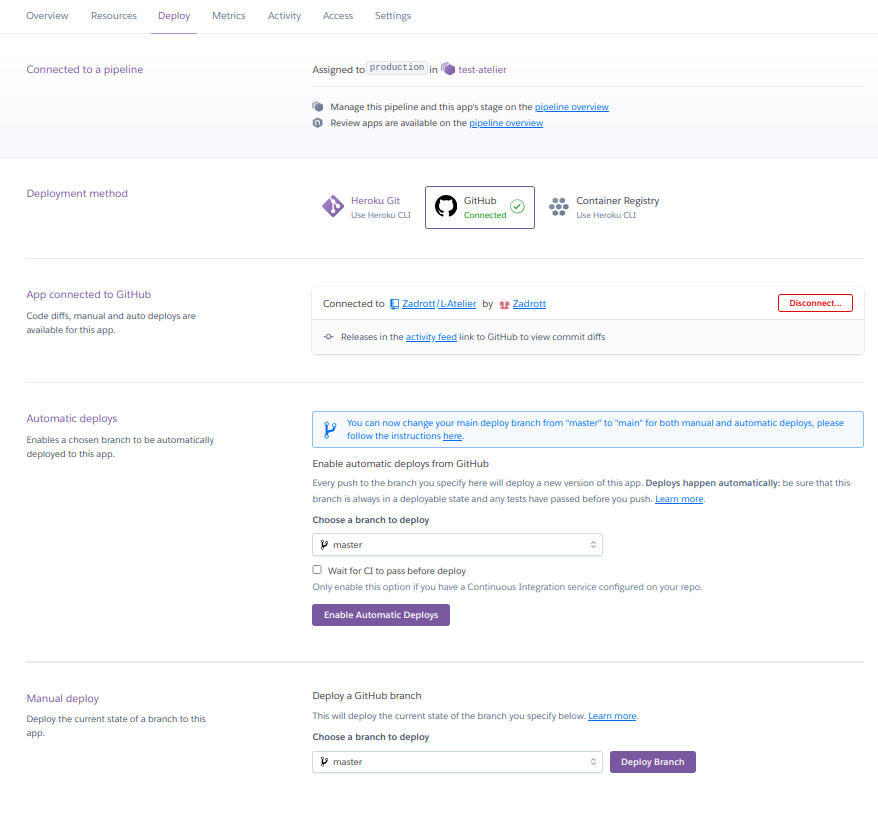 Overview Resources Deploy Metrics Activity Access Settings
Connected to a pipeline
Assigned to production in test-atelier
Manage this pipeline and this app's stage on the pipeline overview
Review apps are available on the pipeline overview
Deployment method
Heroku Git
Use Heroku CLI
GitHub
Connected
Container Registry
Use Heroku CLI
App connected to GitHub
Code diffs, manual and auto deploys are
available for this app.
Connected to Zadrott/L-Atelier by Zadrott
Disconnect...
Releases in the activity feed link to GitHub to view commit diffs
Automatic deploys
Enables a chosen branch to be automatically
deployed to this app.
You can now change your main deploy branch from "master" to "main" for both manual and automatic deploys, please
follow the instructions here.
Enable automatic deploys from GitHub
Every push to the branch you specify here will deploy a new version of this app. Deploys happen automatically: be sure that this
branch is always in a deployable state and any tests have passed before you push. Learn more.
Choose a branch to deploy
master
Wait for CI to pass before deploy
Only enable this option if you have a Continuous Integration service configured on your repo.
Enable Automatic Deploys
Manual deploy
Deploy the current state of a branch to this
app.
Deploy a GitHub branch
This will deploy the current state of the branch you specify below. Learn more.
Choose a branch to deploy
master
Deploy Branch